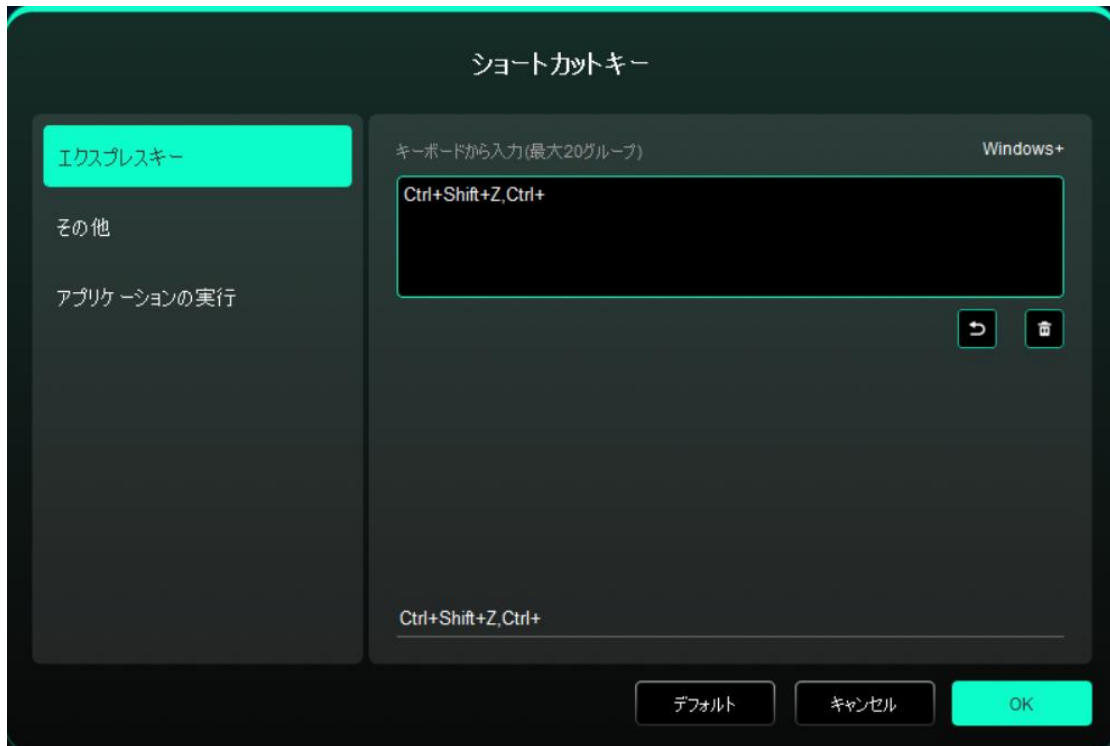 ショートカットキー
エクスプレスキー
その他
アプリケーションの実行
キーボードから入力(最大20グループ)
Windows+
Ctrl+Shift+Z,Ctrl+
Ctrl+Shift+Z,Ctrl+
デフォルト
キャンセル
OK